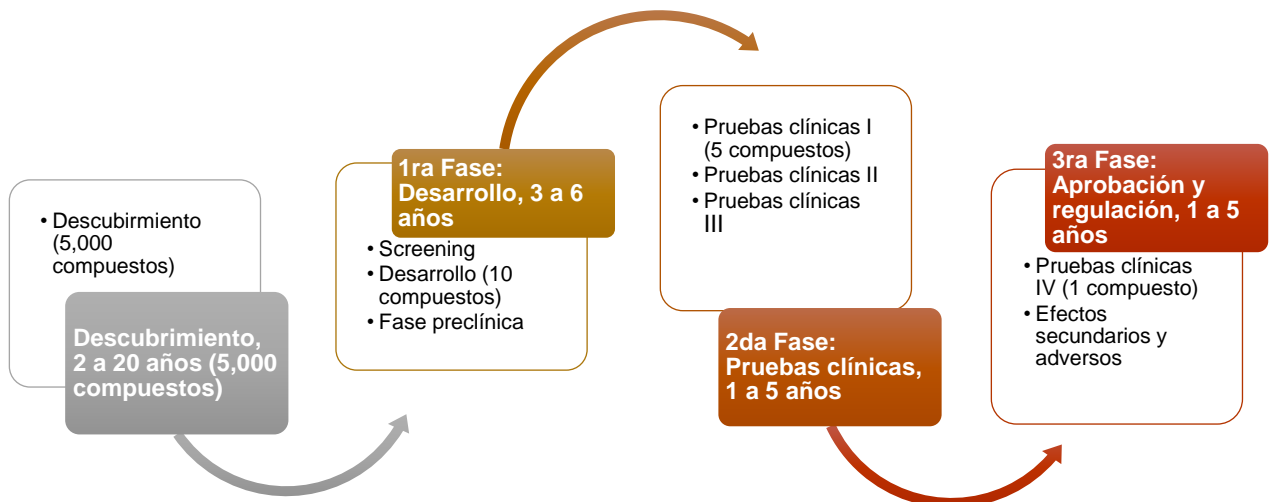 • Descubirmiento
(5,000
compuestos)
Descubrimiento,
2 a 20 años (5,000
compuestos)
1ra Fase:
Desarrollo, 3 a 6
años
• Screening
• Desarrollo (10
compuestos)
• Fase preclínica
• Pruebas clínicas I
(5 compuestos)
• Pruebas clínicas II
• Pruebas clínicas
III
2da Fase:
Pruebas clínicas,
1 a 5 años
3ra Fase:
Aprobación y
regulación, 1 a 5
años
• Pruebas clínicas
IV (1 compuesto)
• Efectos
secundarios y
adversos